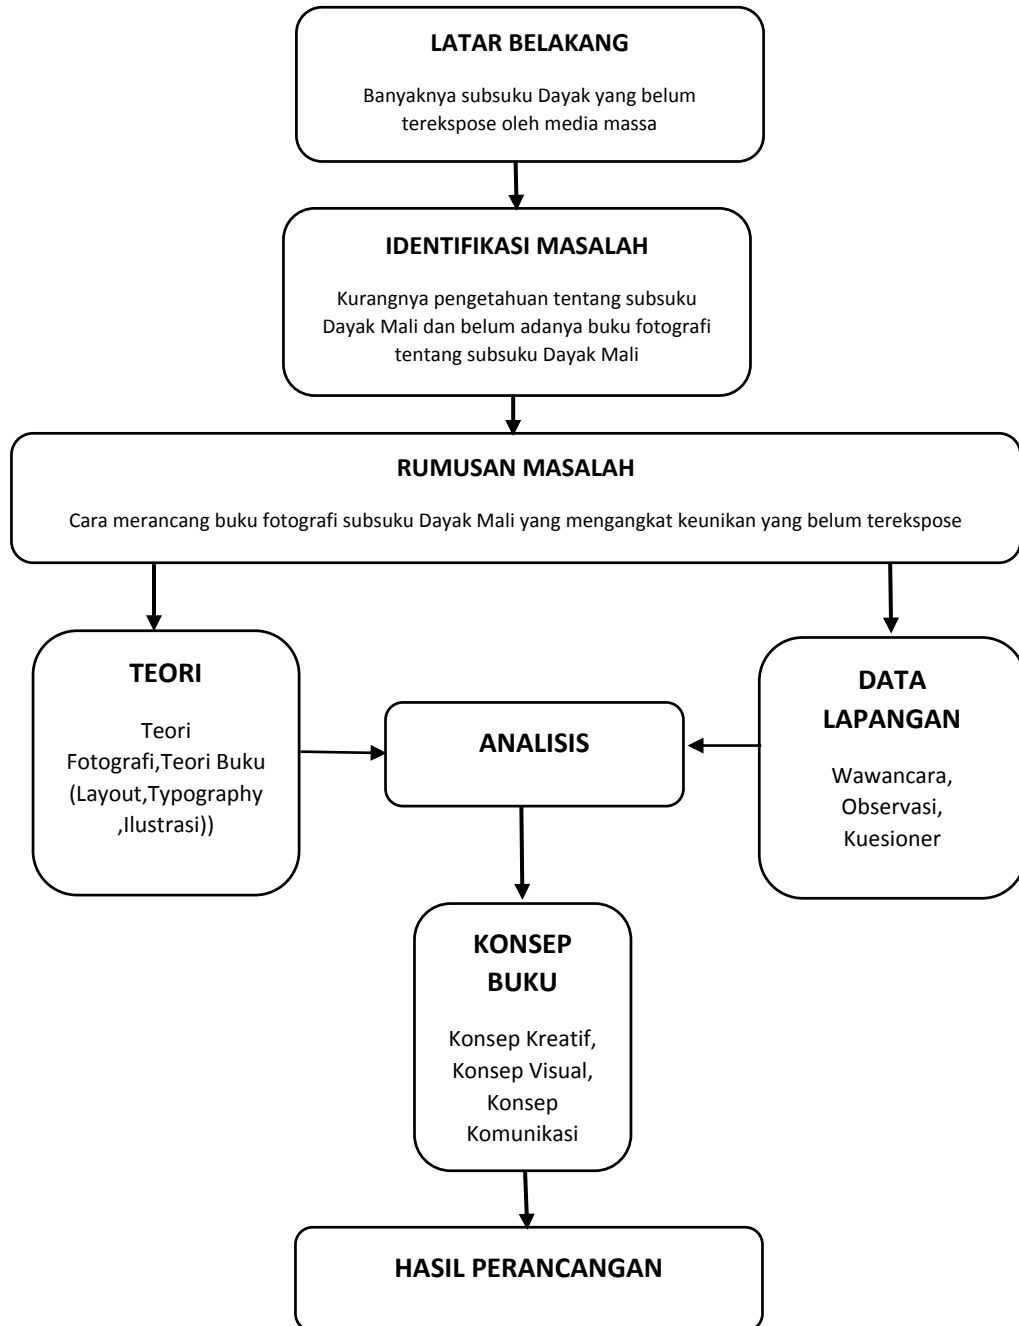 LATAR BELAKANG
Banyaknya subsuku Dayak yang belum
terekspose oleh media massa
IDENTIFIKASI MASALAH
Kurangnya pengetahuan tentang subsuku
Dayak Mali dan belum adanya buku fotografi
tentang subsuku Dayak Mali
RUMUSAN MASALAH
Cara merancang buku fotografi subsuku Dayak Mali yang mengangkat keunikan yang belum terekspose
TEORI
Teori
Fotografi,Teori Buku
(Layout,Typography
,Ilustrasi))
ANALISIS
DATA
LAPANGAN
Wawancara,
Observasi,
Kuesioner
KONSEP
BUKU
Konsep Kreatif,
Konsep Visual,
Konsep
Komunikasi
HASIL PERANCANGAN